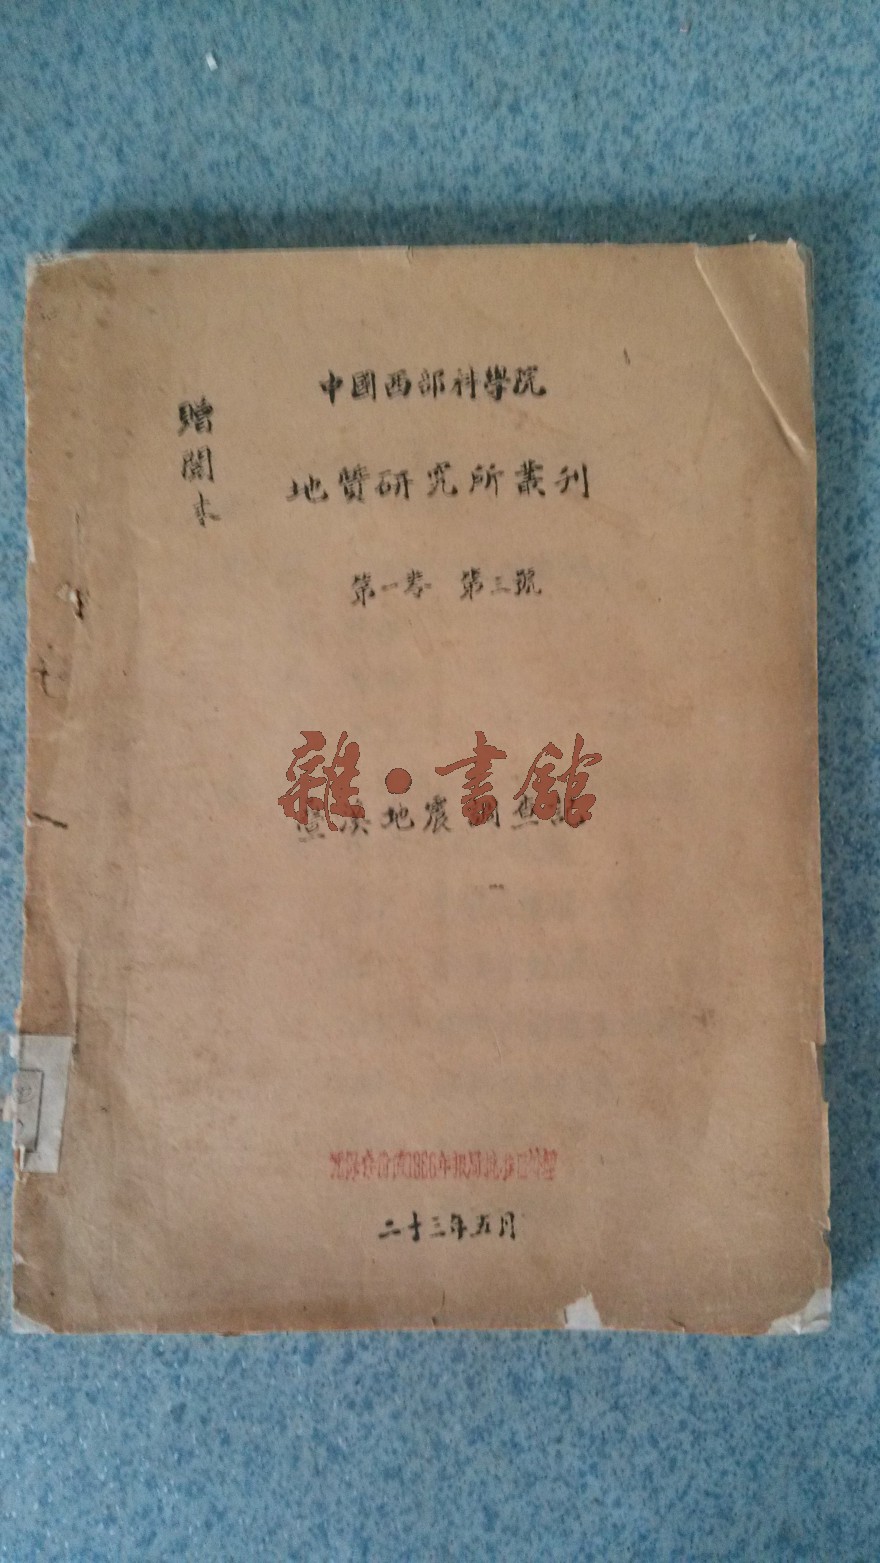 中國西部科學院
贈閱本
地質研究所叢刊
第一卷 第三號
雜·書館
地震調查
二十三年五月